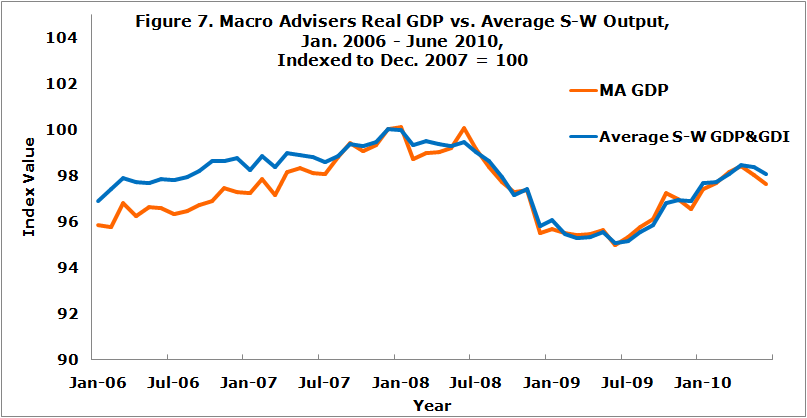 Figure 7. Macro Advisers Real GDP vs. Average S-W Output,
Jan. 2006 - June 2010,
Indexed to Dec. 2007 = 100
104
102
100
98
96
94
92
90
Index Value
MA GDP
Average S-W GDP&GDI
Jan-06 Jul-06 Jan-07 Jul-07 Jan-08 Jul-08 Jan-09 Jul-09 Jan-10
Year